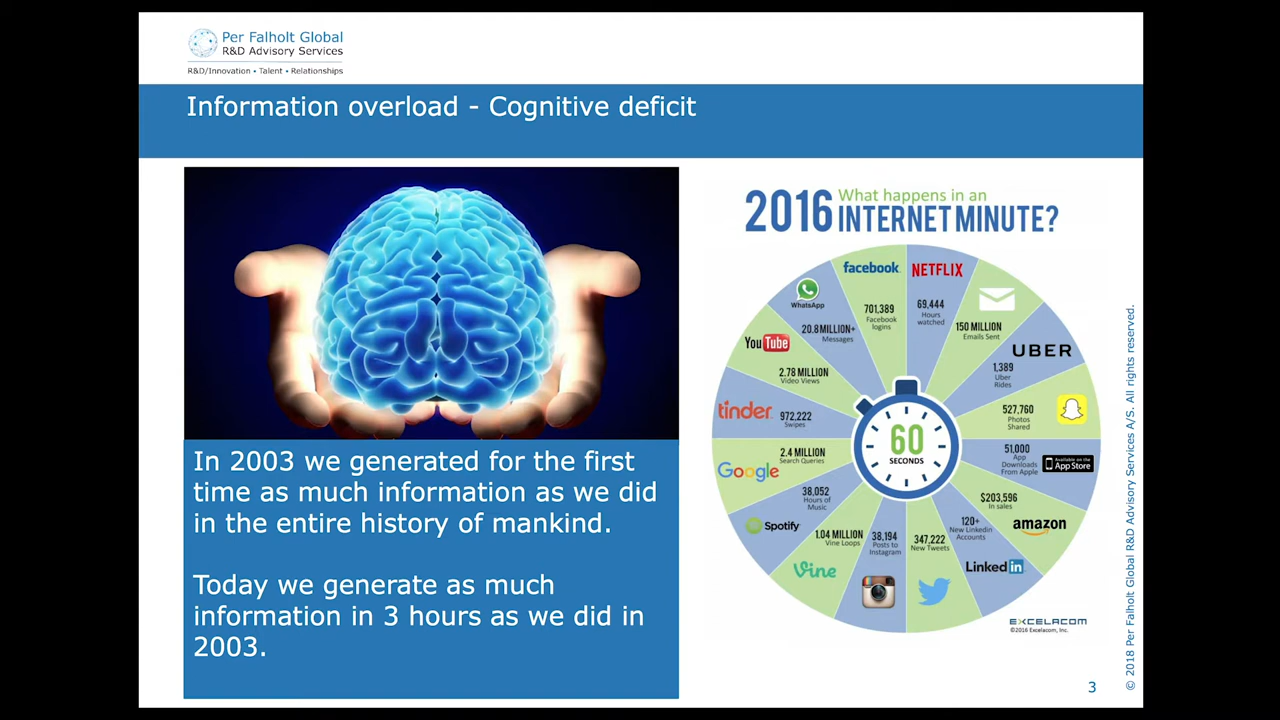 Per Falholt Global
R&D Advisory Services
R&D/Innovation • Talent • Relationships
Information overload - Cognitive deficit
In 2003 we generated for the first
time as much information as we did
in the entire history of mankind.
Today we generate as much
information in 3 hours as we did in
2003.
2016 What happens in an
INTERNET MINUTE?
facebook
701,389
Facebook
logins
NETFLIX
69,444
Hours
watched
150 MILLION
Emails Sent
UBER
1,389
Uber
Rides
527,760
Photos
Shared
51,000
App
Downloads
From Apple
Available on the
App Store
$203,596
In sales
amazon
120+
New Linkedin
Accounts
Linked in
347,222
New Tweets
38,194
Posts to
Instagram
1.04 MILLION
Vine Loops
Vine
38,052
Hours of
Music
Spotify
2.4 MILLION
Search Queries
Google
972,222
Swipes
tinder
2.78 MILLION
Video Views
YouTube
20.8 MILLION+
Messages
WhatsApp
60
SECONDS
EXCELACOM
©2016 Excelacom, Inc.
3
© 2018 Per Falholt Global R&D Advisory Services A/S. All rights reserved.